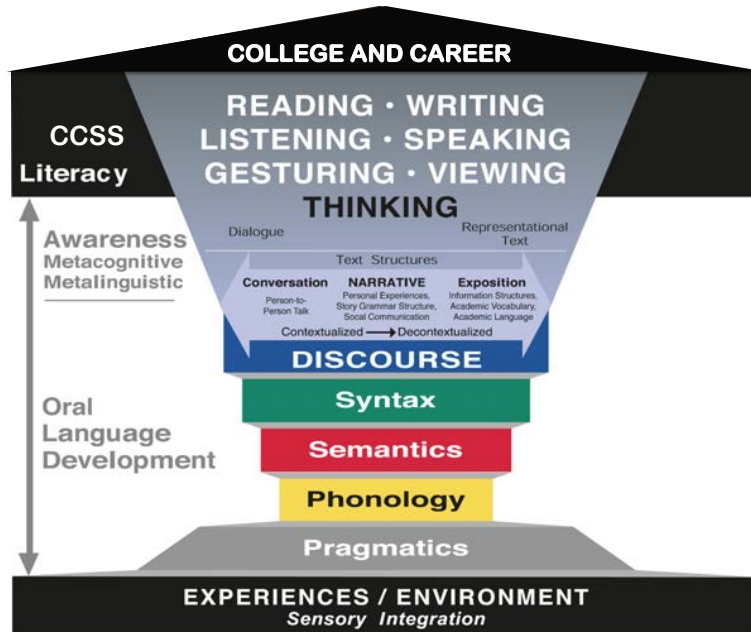 COLLEGE AND CAREER
READING · WRITING
CCSS
LISTENING · SPEAKING
Literacy
GESTURING · VIEWING
THINKING
Dialogue
Representational
Text
Awareness
Metacognitive
Metalinguistic
Text Structures
Conversation
Person-to-
Person Talk
NARRATIVE
Personal Experiences,
Story Grammar Structure,
Socal Communication
Exposition
Information Structures,
Academic Vocabulary,
Academic Language
Contextualized → Decontextualized
DISCOURSE
Oral
Language
Development
Syntax
Semantics
Phonology
Pragmatics
EXPERIENCES / ENVIRONMENT
Sensory Integration